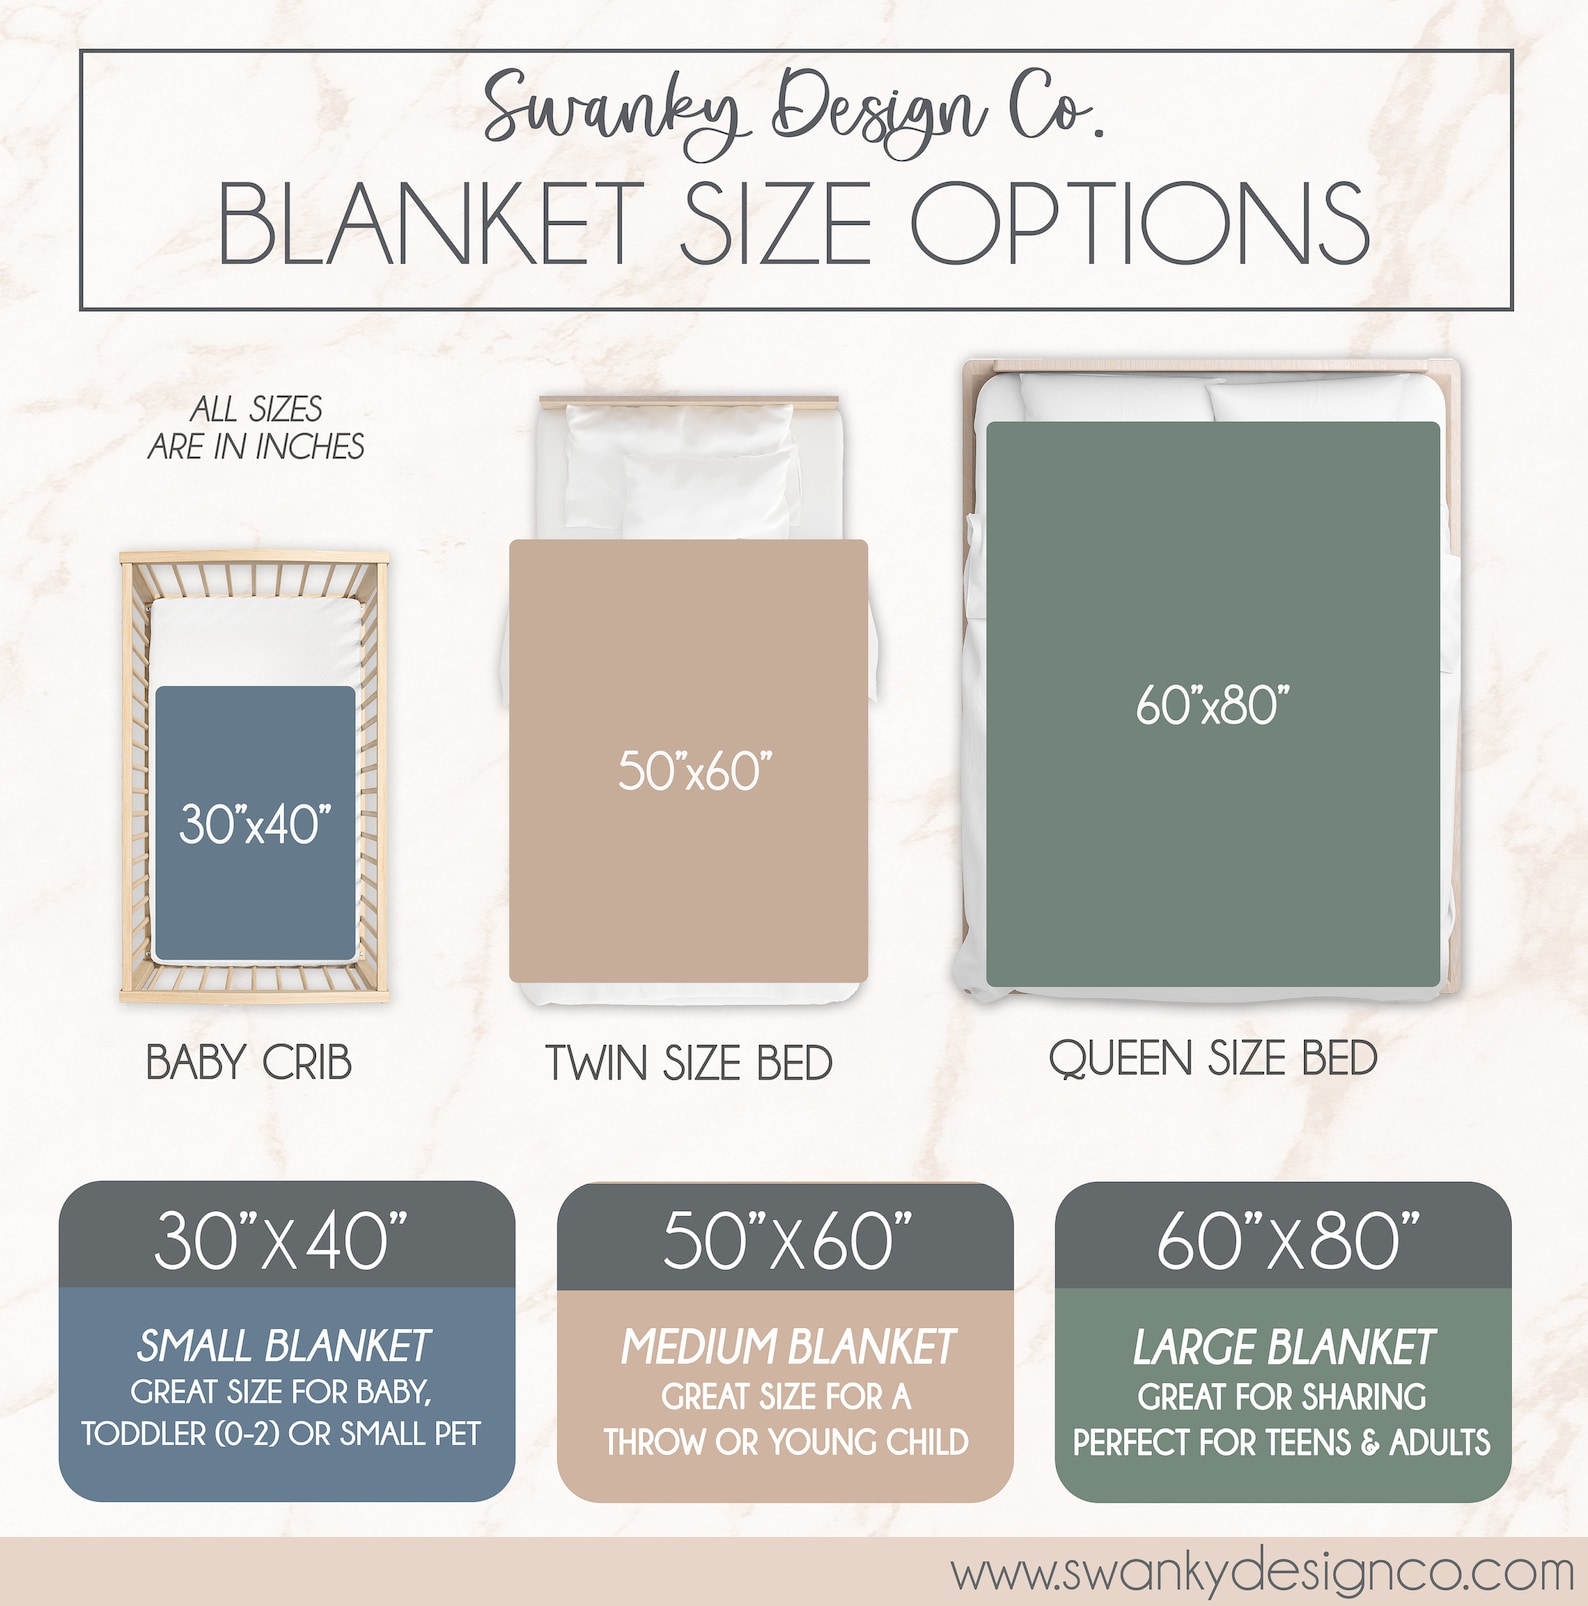 Swanky Design Co.
BLANKET SIZE OPTIONS
ALL SIZES
ARE IN INCHES
30”x40”
50”x60”
60”x80”
BABY CRIB
TWIN SIZE BED
QUEEN SIZE BED
30”X40”
SMALL BLANKET
GREAT SIZE FOR BABY,
TODDLER (0-2) OR SMALL PET
50”X60”
MEDIUM BLANKET
GREAT SIZE FOR A
THROW OR YOUNG CHILD
60”X80”
LARGE BLANKET
GREAT FOR SHARING
PERFECT FOR TEENS & ADULTS
www.swankydesignco.com